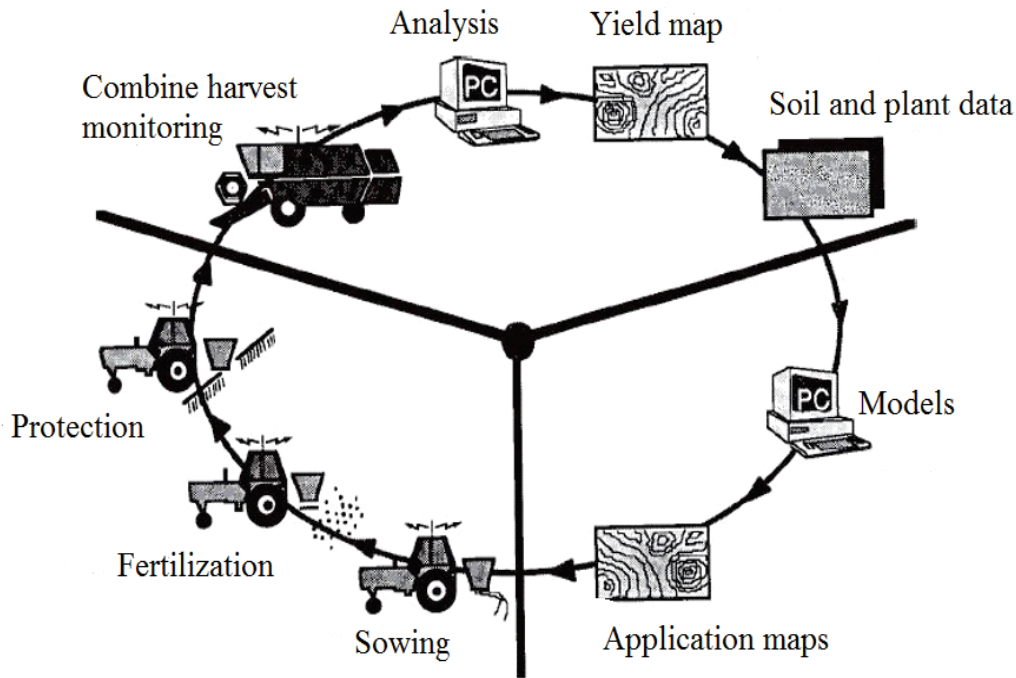 Analysis
Yield map
Combine harvest
monitoring
PC
Soil and plant data
PC
Models
Protection
Fertilization
Sowing
Application maps